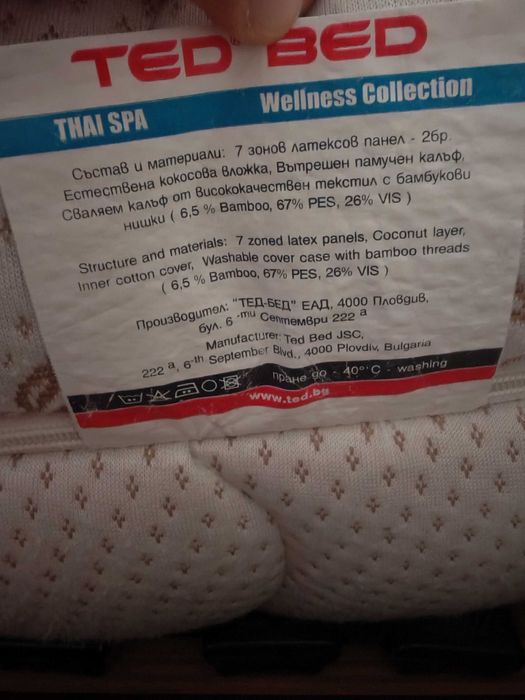 TED® BED
THAI SPA Wellness Collection
Състав и материали: 7 зонов латексов панел - 2бр.
Естествена кокосова вложка, Вътрешен памучен калъф,
Сваляем калъф от висококачествен текстил с бамбукови
нишки ( 6,5 % Bamboo, 67% PES, 26% VIS )
Structure and materials: 7 zoned latex panels, Coconut layer,
Inner cotton cover, Washable cover case with bamboo threads
( 6,5 % Bamboo, 67% PES, 26% VIS )
Производител: "ТЕД-БЕД" ЕАД, 4000 Пловдив,
бул. 6 -ти Септември 222 а
Manufacturer: Ted Bed JSC,
222 a, 6-th September Blvd., 4000 Plovdiv, Bulgaria
пране до - 40°C - washing
www.ted.bg